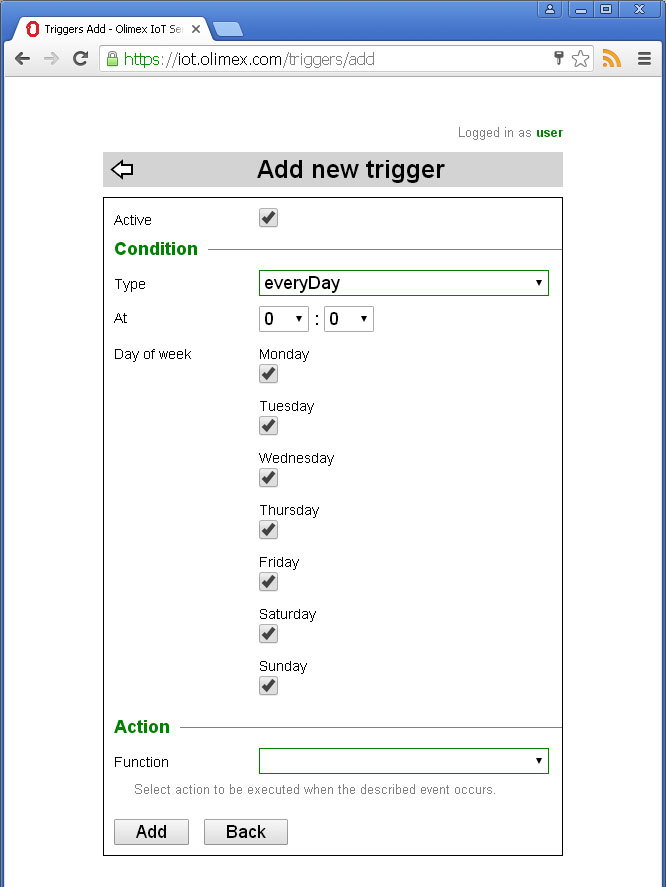 Triggers Add - Olimex IoT Se
https://iot.olimex.com/triggers/add
Logged in as user
Add new trigger
Active
Condition
Type everyDay
At 0 : 0
Day of week Monday
Tuesday
Wednesday
Thursday
Friday
Saturday
Sunday
Action
Function
Select action to be executed when the described event occurs.
Add Back